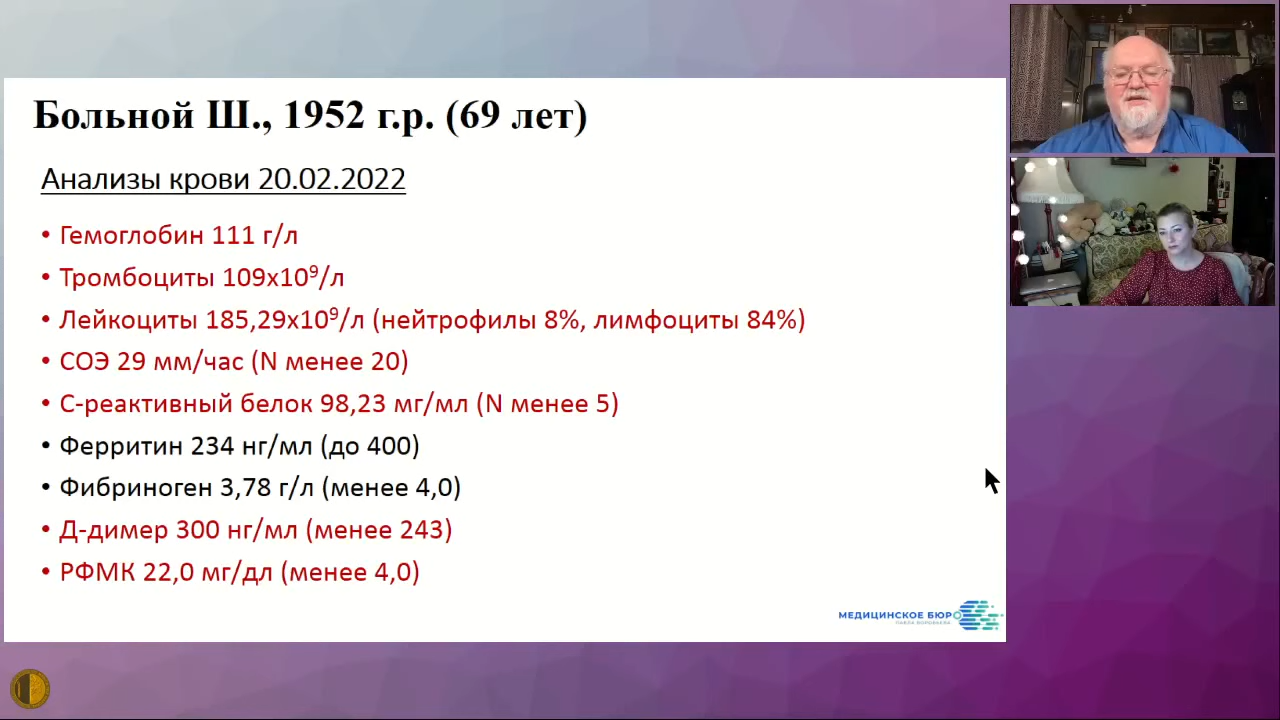 Больной Ш., 1952 г.р. (69 лет)
Анализы крови 20.02.2022
• Гемоглобин 111 г/л
• Тромбоциты 109х10⁹/л
• Лейкоциты 185,29х10⁹/л (нейтрофилы 8%, лимфоциты 84%)
• СОЭ 29 мм/час (N менее 20)
• С-реактивный белок 98,23 мг/мл (N менее 5)
• Ферритин 234 нг/мл (до 400)
• Фибриноген 3,78 г/л (менее 4,0)
• Д-димер 300 нг/мл (менее 243)
• РФМК 22,0 мг/дл (менее 4,0)
МЕДИЦИНСКОЕ БЮРО
ПАВЛА ВОРОБЬЕВА